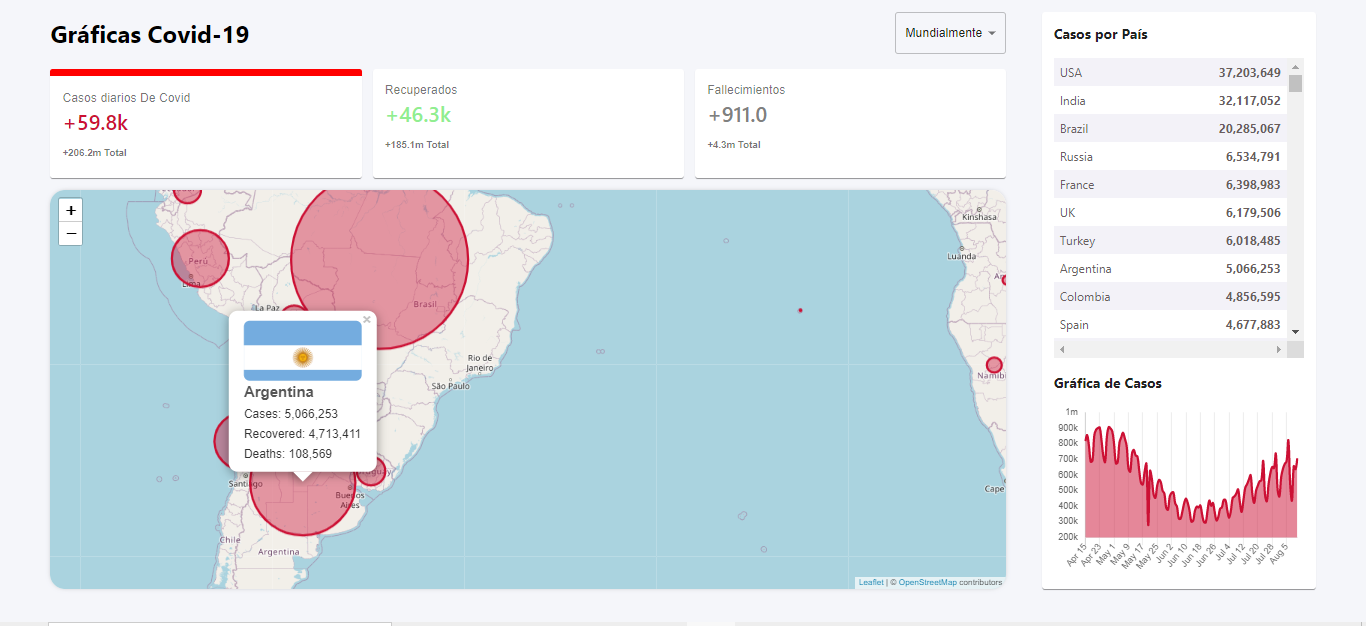 Gráficas Covid-19
Mundialmente
Casos diarios De Covid
+59.8k
+206.2m Total
Recuperados
+46.3k
+185.1m Total
Fallecimientos
+911.0
+4.3m Total
+
−
Perú
Lima
La Paz
Brasil
Rio de
Janeiro
São Paulo
Kinshasa
Luanda
Namibi
Cape
×
Argentina
Cases: 5,066,253
Recovered: 4,713,411
Deaths: 108,569
Santiago
Buenos
Aires
Chile
Argentina
Leaflet | © OpenStreetMap contributors
Casos por País
USA 37,203,649
India 32,117,052
Brazil 20,285,067
Russia 6,534,791
France 6,398,983
UK 6,179,506
Turkey 6,018,485
Argentina 5,066,253
Colombia 4,856,595
Spain 4,677,883
Gráfica de Casos
1m
900k
800k
700k
600k
500k
400k
300k
200k
Apr 15
Apr 23
May 1
May 9
May 17
May 25
Jun 2
Jun 10
Jun 18
Jun 26
Jul 4
Jul 12
Jul 20
Jul 28
Aug 5